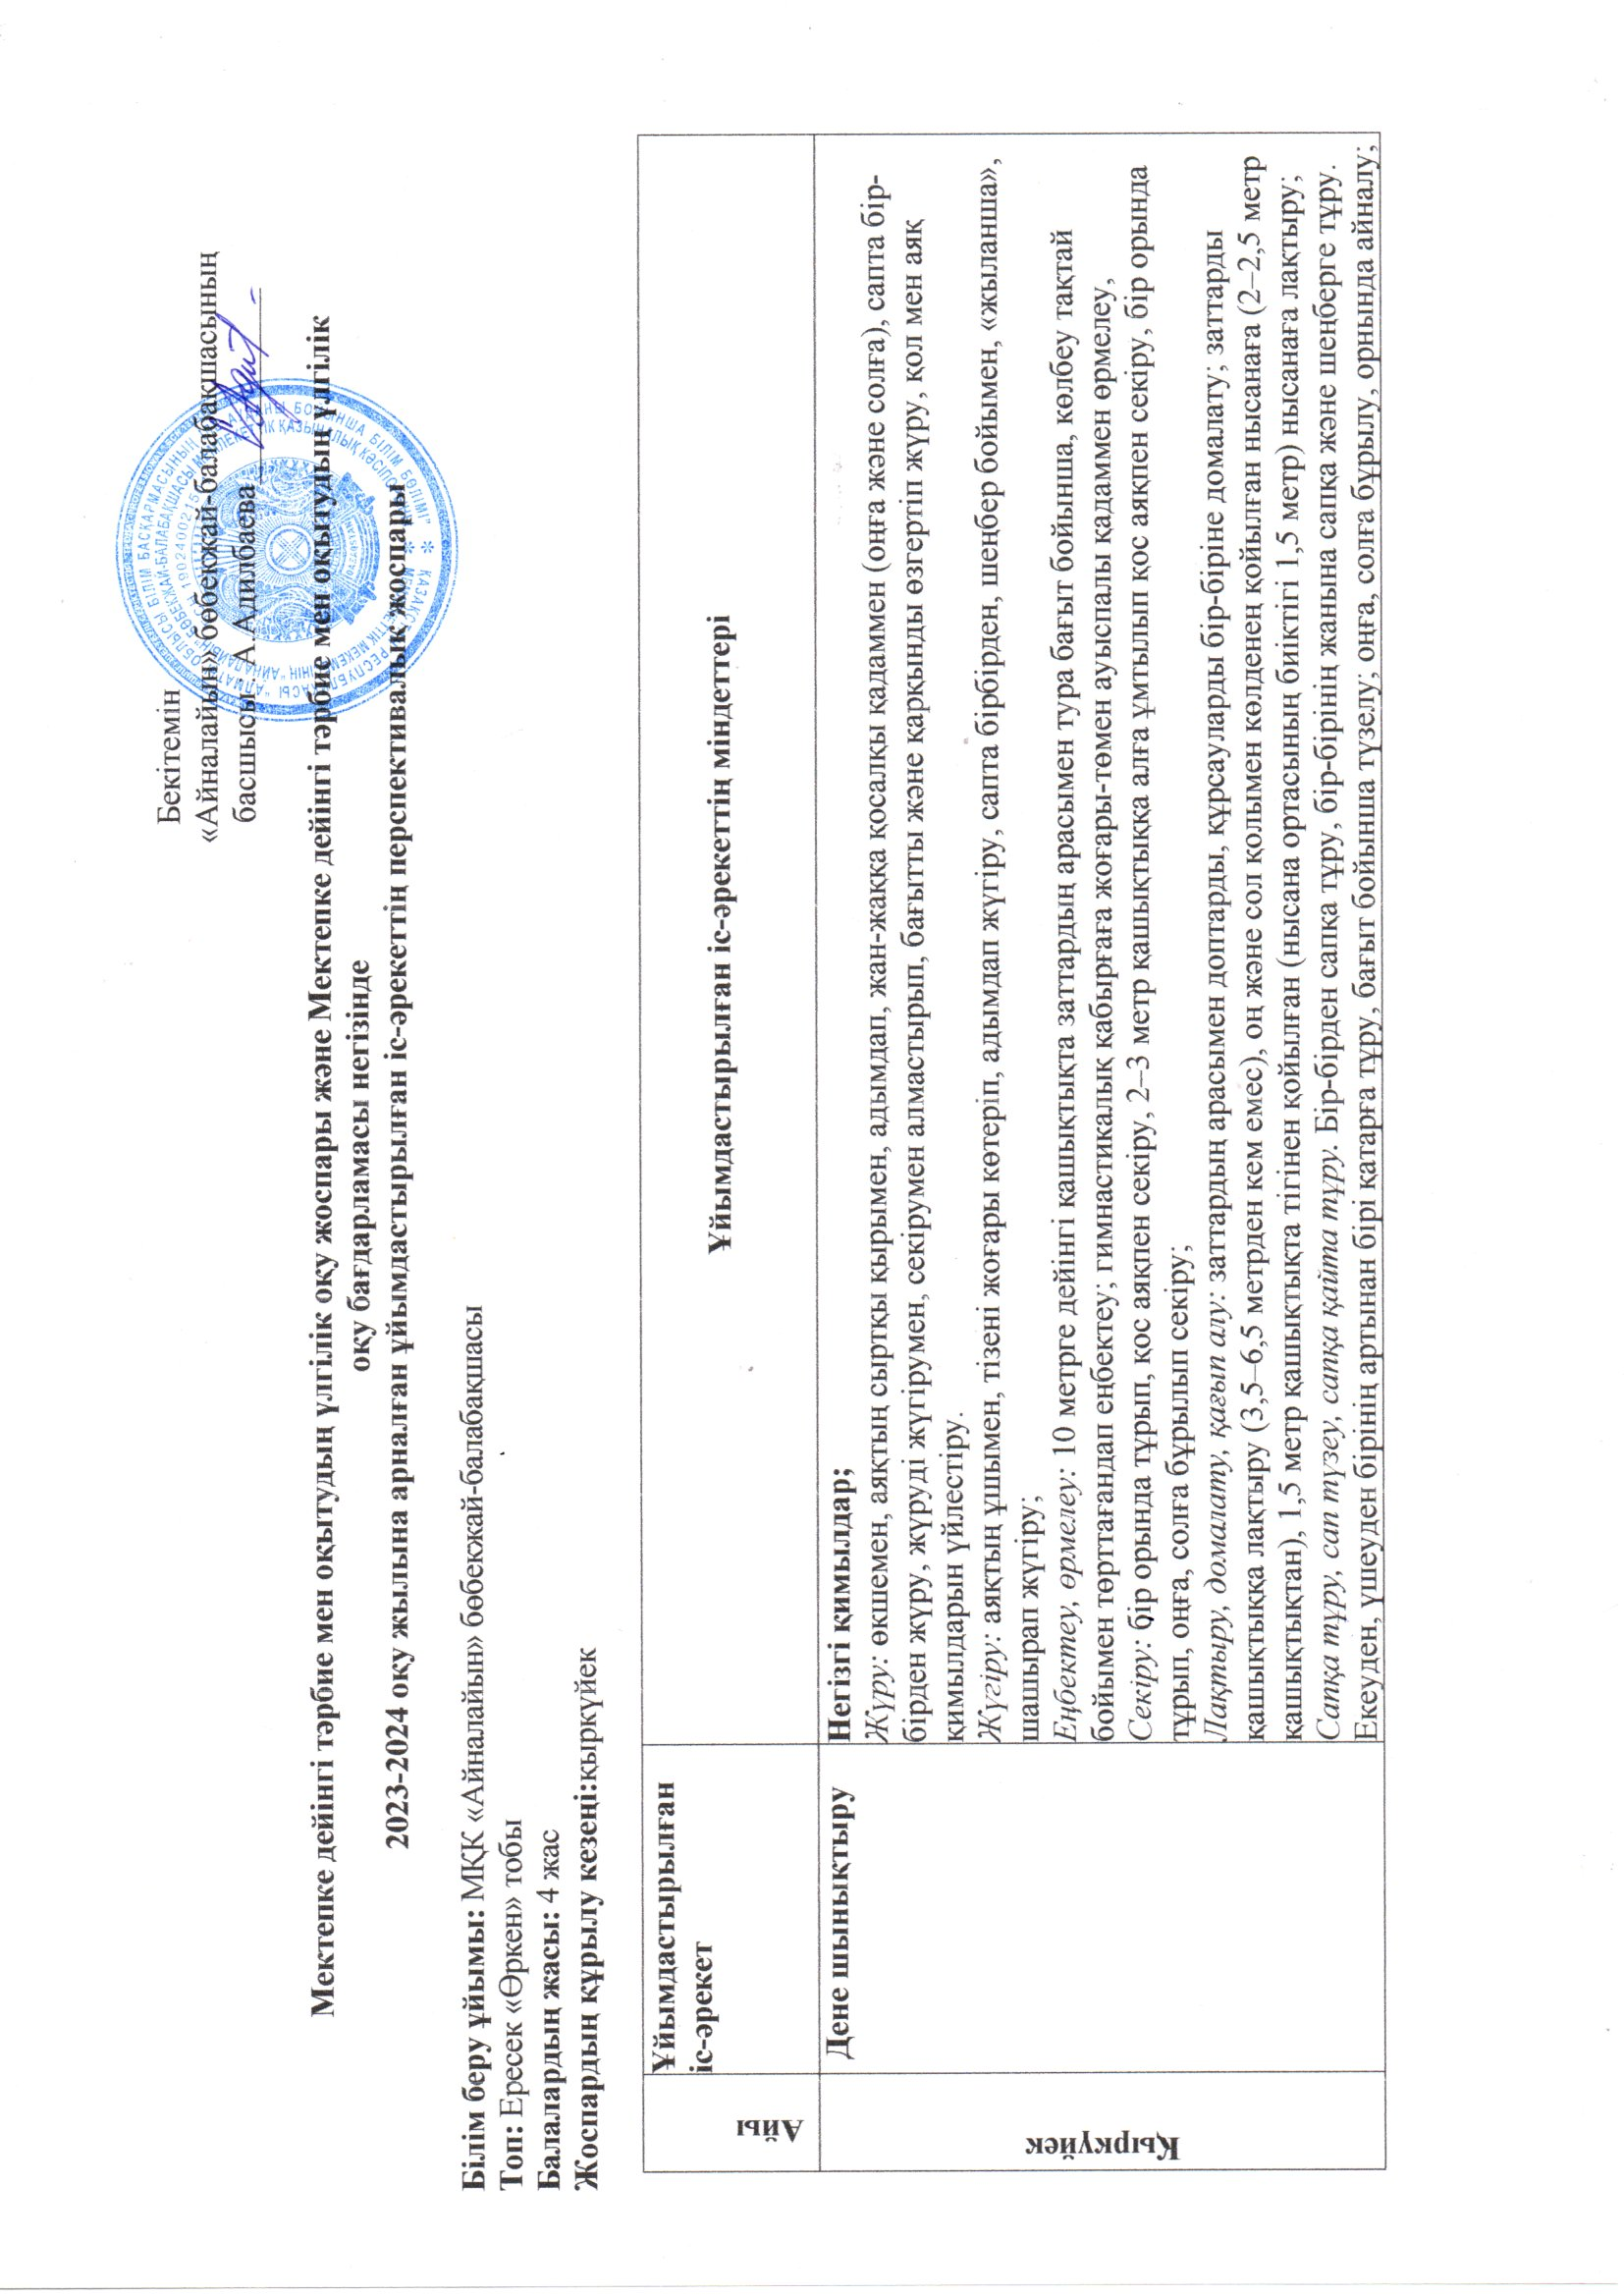 Бекітемін
«Айналайын» бөбекжай-балабақшасының
басшысы А.Адилбаева
Мектепке дейінгі тәрбие мен оқытудың үлгілік оқу жоспары және Мектепке дейінгі тәрбие мен оқытудың үлгілік
оқу бағдарламасы негізінде
2023-2024 оқу жылына арналған ұйымдастырылған іс-әрекеттің перспективалық жоспары
Білім беру ұйымы: МҚК «Айналайын» бөбекжай-балабақшасы
Топ: Ересек «Өркен» тобы
Балалардың жасы: 4 жас
Жоспардың құрылу кезеңі:қыркүйек
Айы
Ұйымдастырылған
іс-әрекет
Ұйымдастырылған іс-әрекеттің міндеттері
Қыркүйек
Дене шынықтыру
Негізгі қимылдар;
Жүру: өкшемен, аяқтың сыртқы қырымен, адымдап, жан-жаққа қосалқы қадаммен (оңға және солға), сапта бір-
бірден жүру, жүруді жүгірумен, секірумен алмастырып, бағытты және қарқынды өзгертіп жүру, қол мен аяқ
қимылдарын үйлестіру.
Жүгіру: аяқтың ұшымен, тізені жоғары көтеріп, адымдап жүгіру, сапта бірбірден, шеңбер бойымен, «жыланша»,
шашырап жүгіру;
Еңбектеу, өрмелеу: 10 метрге дейінгі қашықтықта заттардың арасымен тура бағыт бойынша, көлбеу тақтай
бойымен төрттағандап еңбектеу; гимнастикалық қабырғаға жоғары-төмен ауыспалы қадаммен өрмелеу,
Секіру: бір орында тұрып, қос аяқпен секіру, 2–3 метр қашықтыққа алға ұмтылып қос аяқпен секіру, бір орында
тұрып, оңға, солға бұрылып секіру;
Лақтыру, домалату, қағып алу: заттардың арасымен доптарды, құрсауларды бір-біріне домалату; заттарды
қашықтыққа лақтыру (3,5–6,5 метрден кем емес), оң және сол қолымен көлденең қойылған нысанаға (2–2,5 метр
қашықтықтан), 1,5 метр қашықтықта тігінен қойылған (нысана ортасының биіктігі 1,5 метр) нысанаға лақтыру;
Сапқа тұру, сап түзеу, сапқа қайта тұру. Бір-бірден сапқа тұру, бір-бірінің жанына сапқа және шеңберге тұру.
Екеуден, үшеуден бірінің артынан бірі қатарға тұру, бағыт бойынша түзелу; оңға, солға бұрылу, орнында айналу;